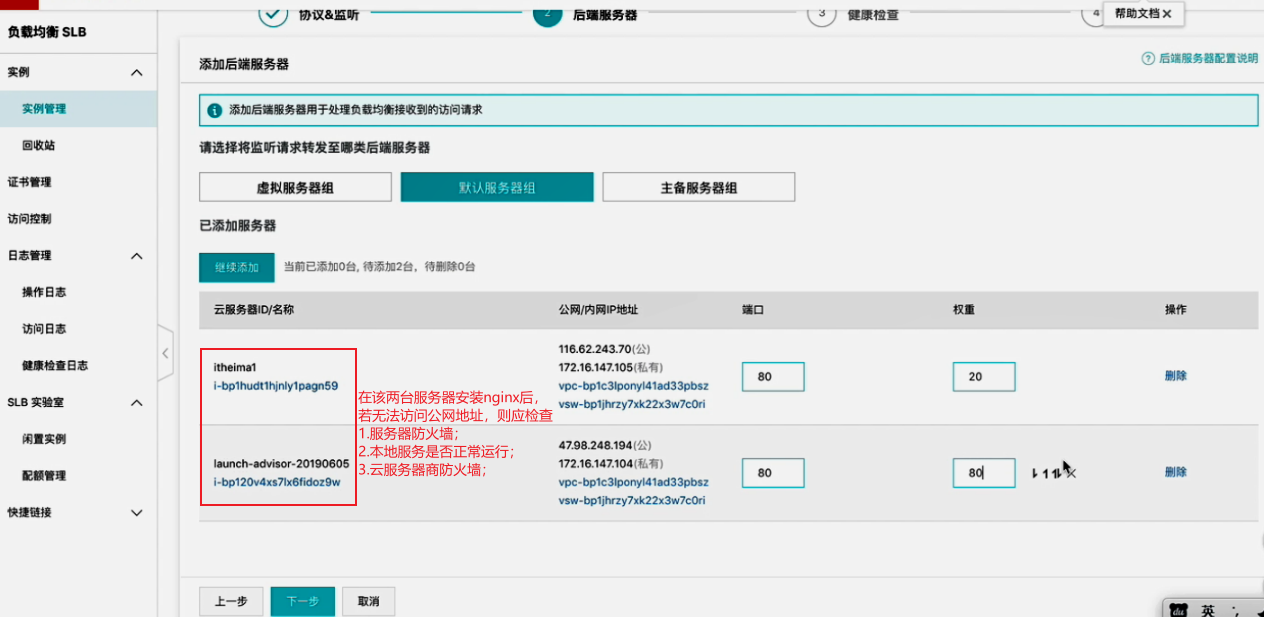 协议&监听
2
后端服务器
3
健康检查
4
帮助文档 ×
负载均衡 SLB
实例
实例管理
回收站
证书管理
访问控制
日志管理
操作日志
访问日志
健康检查日志
SLB 实验室
闲置实例
配额管理
快捷链接
添加后端服务器
后端服务器配置说明
添加后端服务器用于处理负载均衡接收到的访问请求
请选择将监听请求转发至哪类后端服务器
虚拟服务器组
默认服务器组
主备服务器组
已添加服务器
继续添加
当前已添加0台, 待添加2台，待删除0台
云服务器ID/名称
公网/内网IP地址
端口
权重
操作
itheima1
i-bp1hudt1hjnly1pagn59
116.62.243.70(公)
172.16.147.105(私有)
vpc-bp1c3lponyl41ad33pbsz
vsw-bp1jhrzy7xk22x3w7c0ri
80
20
删除
在该两台服务器安装nginx后，
若无法访问公网地址，则应检查
1.服务器防火墙；
2.本地服务是否正常运行；
3.云服务器商防火墙；
launch-advisor-20190605
i-bp120v4xs7lx6fidoz9w
47.98.248.194(公)
172.16.147.104(私有)
vpc-bp1c3lponyl41ad33pbsz
vsw-bp1jhrzy7xk22x3w7c0ri
80
80
删除
上一步
下一步
取消
英